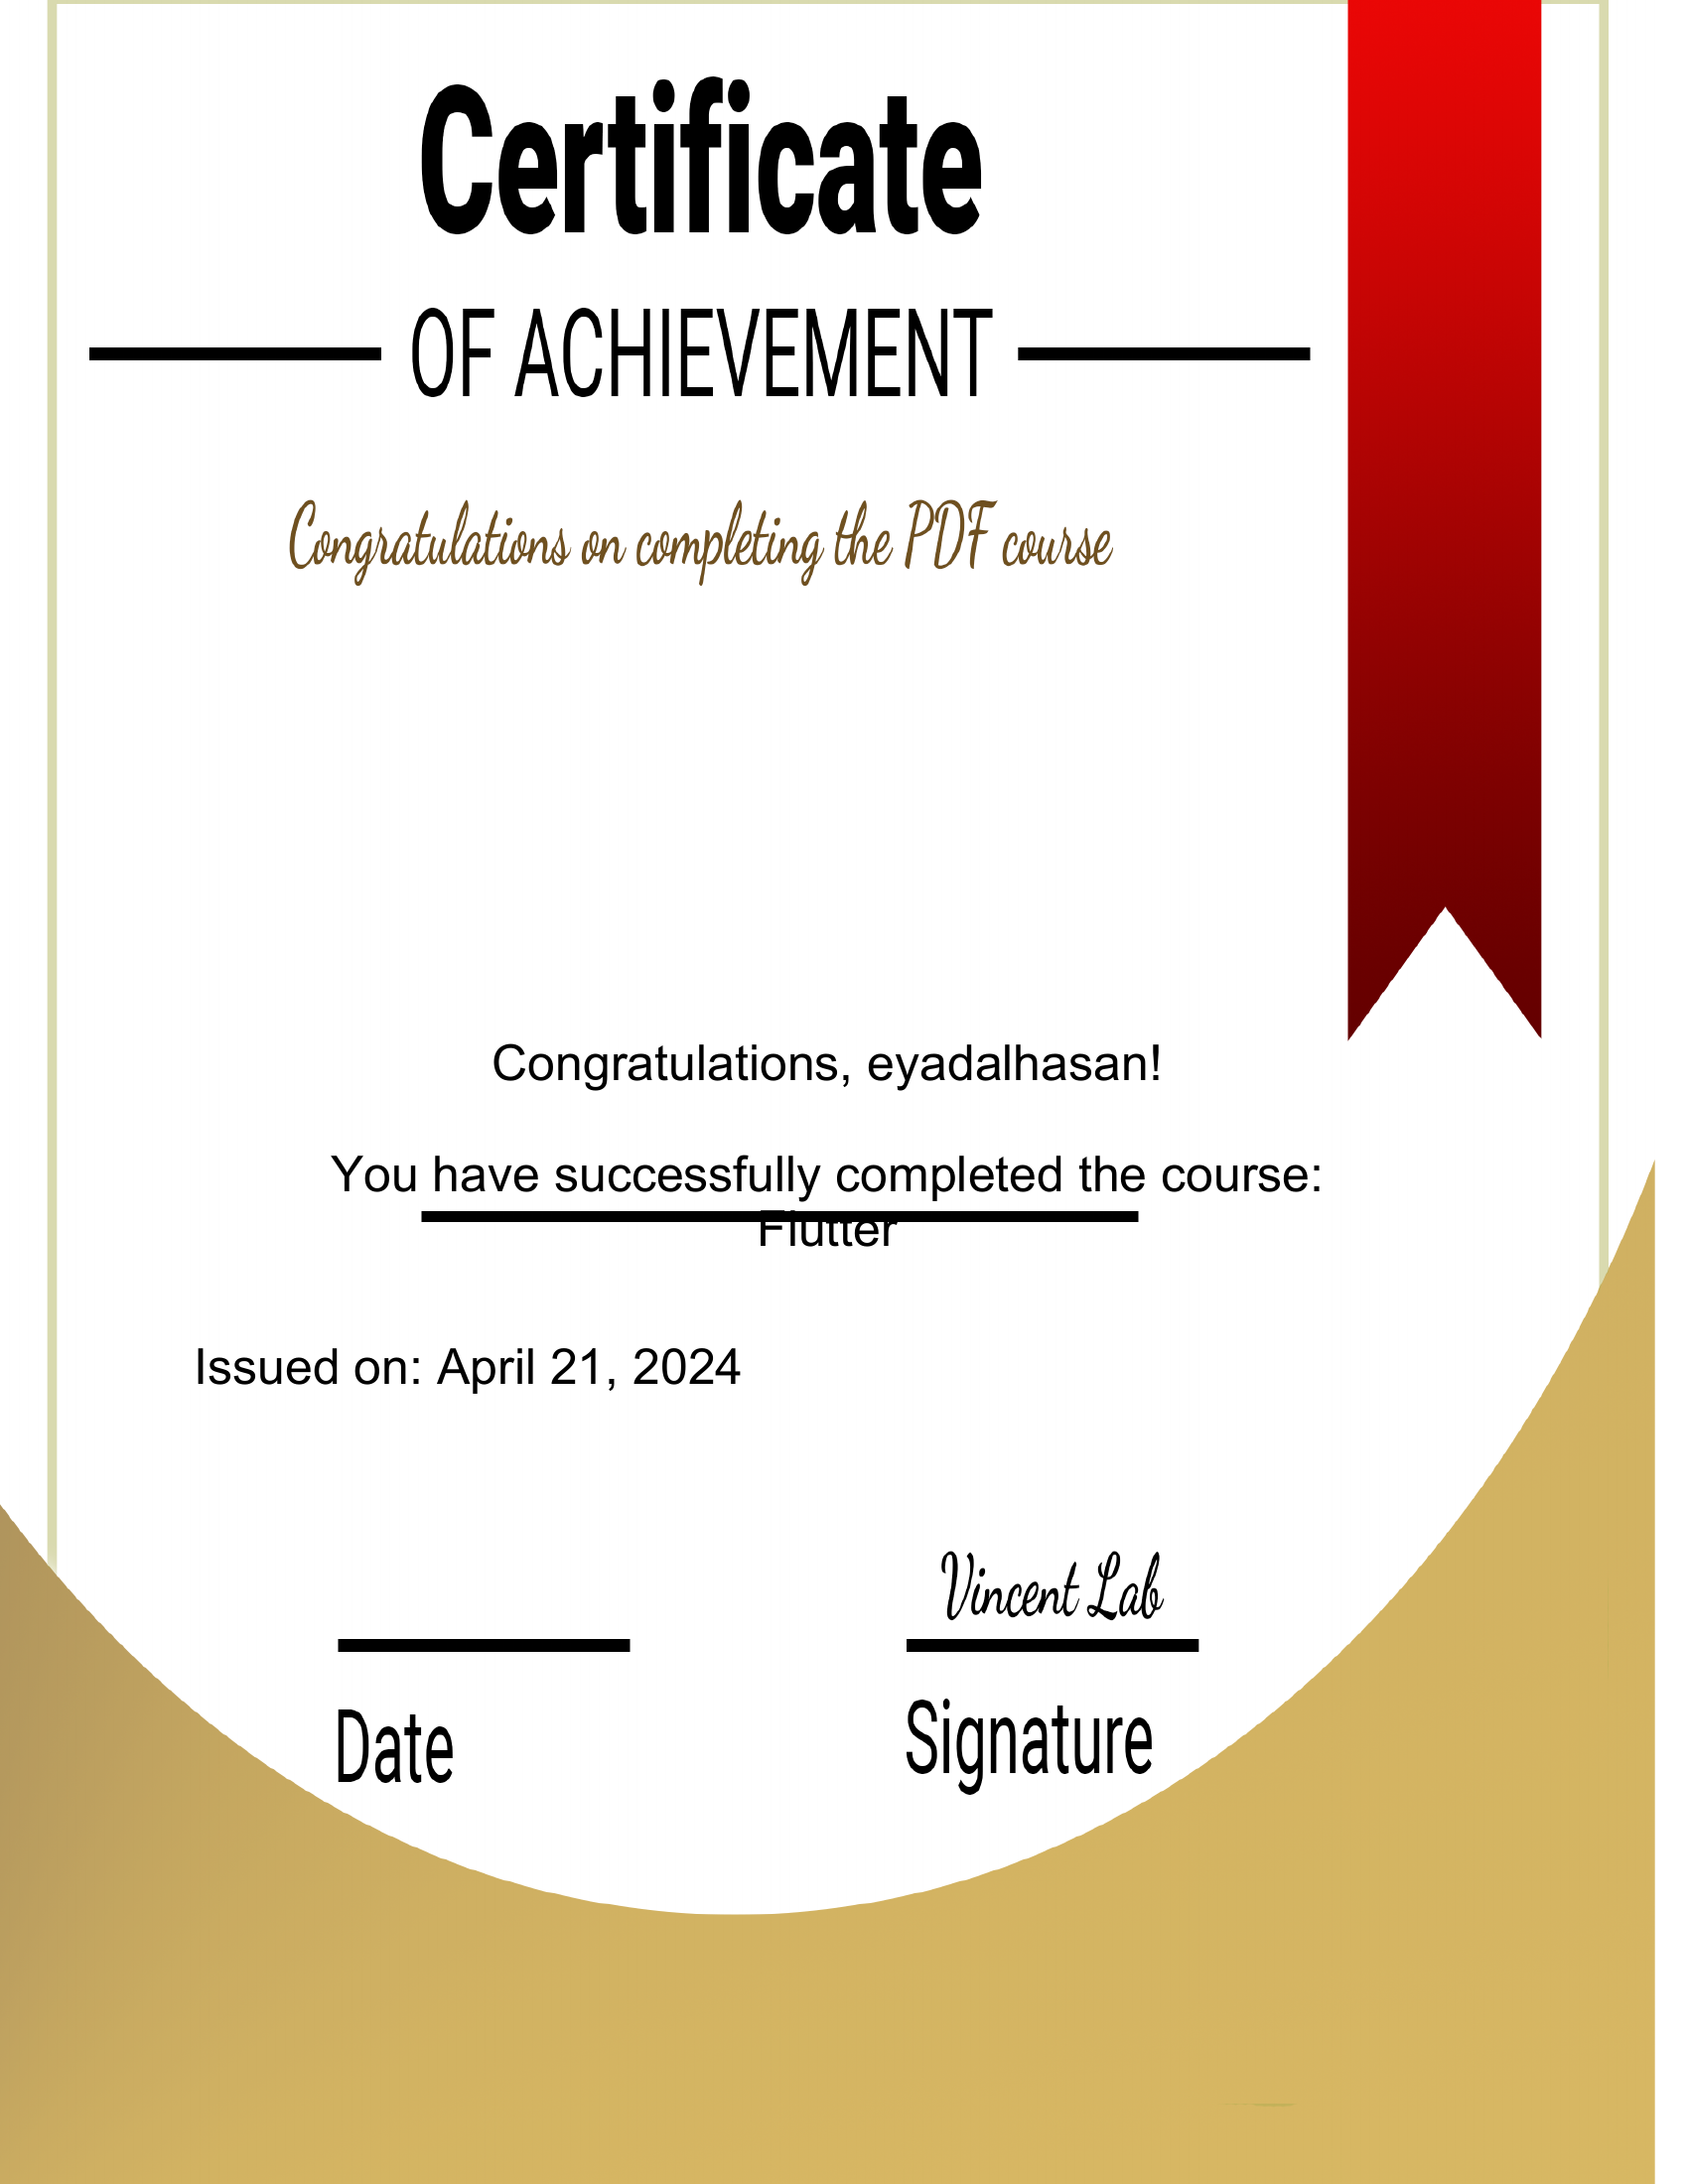 Certificate
OF ACHIEVEMENT
Congratulations on completing the PDF course
Congratulations, eyadalhasan!
You have successfully completed the course:
Flutter
Issued on: April 21, 2024
Vincent Lab
Date
Signature